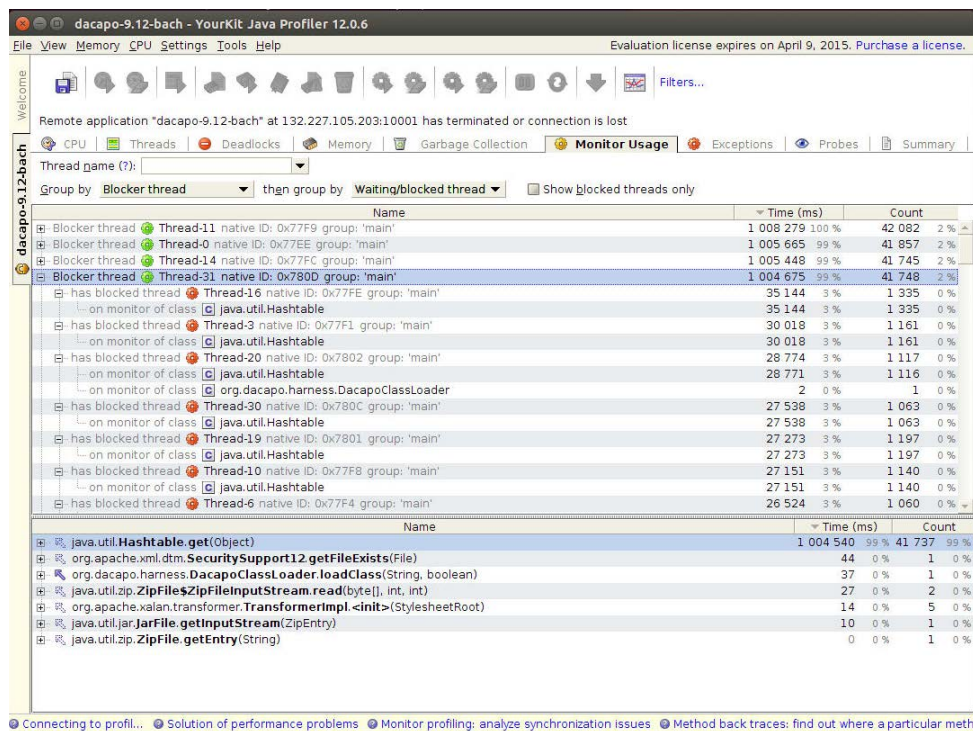 dacapo-9.12-bach - YourKit Java Profiler 12.0.6
File View Memory CPU Settings Tools Help Evaluation license expires on April 9, 2015. Purchase a license.
Welcome
dacapo-9.12-bach
Filters...
Remote application "dacapo-9.12-bach" at 132.227.105.203:10001 has terminated or connection is lost
CPU Threads Deadlocks Memory Garbage Collection Monitor Usage Exceptions Probes Summary
Thread name (?):
Group by Blocker thread then group by Waiting/blocked thread Show blocked threads only
Name Time (ms) Count
Blocker thread Thread-11 native ID: 0x77F9 group: 'main' 1 008 279 100 % 42 082 2 %
Blocker thread Thread-0 native ID: 0x77EE group: 'main' 1 005 665 99 % 41 857 2 %
Blocker thread Thread-14 native ID: 0x77FC group: 'main' 1 005 448 99 % 41 745 2 %
Blocker thread Thread-31 native ID: 0x780D group: 'main' 1 004 675 99 % 41 748 2 %
has blocked thread Thread-16 native ID: 0x77FE group: 'main' 35 144 3 % 1 335 0 %
on monitor of class java.util.Hashtable 35 144 3 % 1 335 0 %
has blocked thread Thread-3 native ID: 0x77F1 group: 'main' 30 018 3 % 1 161 0 %
on monitor of class java.util.Hashtable 30 018 3 % 1 161 0 %
has blocked thread Thread-20 native ID: 0x7802 group: 'main' 28 774 3 % 1 117 0 %
on monitor of class java.util.Hashtable 28 771 3 % 1 116 0 %
on monitor of class org.dacapo.harness.DacapoClassLoader 2 0 % 1 0 %
has blocked thread Thread-30 native ID: 0x780C group: 'main' 27 538 3 % 1 063 0 %
on monitor of class java.util.Hashtable 27 538 3 % 1 063 0 %
has blocked thread Thread-19 native ID: 0x7801 group: 'main' 27 273 3 % 1 197 0 %
on monitor of class java.util.Hashtable 27 273 3 % 1 197 0 %
has blocked thread Thread-10 native ID: 0x77F8 group: 'main' 27 151 3 % 1 140 0 %
on monitor of class java.util.Hashtable 27 151 3 % 1 140 0 %
has blocked thread Thread-6 native ID: 0x77F4 group: 'main' 26 524 3 % 1 060 0 %
Name Time (ms) Count
java.util.Hashtable.get(Object) 1 004 540 99 % 41 737 99 %
org.apache.xml.dtm.SecuritySupport12.getFileExists(File) 44 0 % 1 0 %
org.dacapo.harness.DacapoClassLoader.loadClass(String, boolean) 37 0 % 1 0 %
java.util.zip.ZipFile$ZipFileInputStream.read(byte[], int, int) 27 0 % 2 0 %
org.apache.xalan.transformer.TransformerImpl.<init>(StylesheetRoot) 14 0 % 5 0 %
java.util.jar.JarFile.getInputStream(ZipEntry) 10 0 % 1 0 %
java.util.zip.ZipFile.getEntry(String) 0 0 % 1 0 %
Connecting to profil... Solution of performance problems Monitor profiling: analyze synchronization issues Method back traces: find out where a particular meth